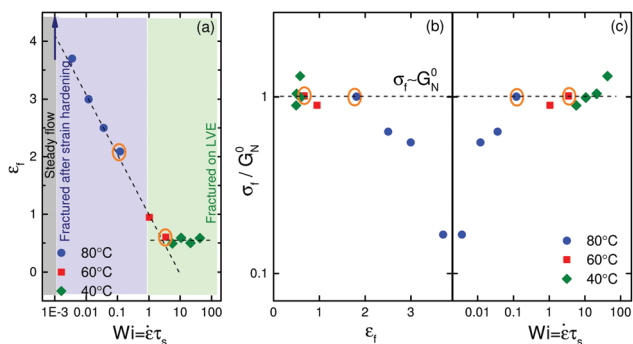 (a)
(b)
(c)
4
3
2
1
0
ε_f
Steady flow
Fractured after strain hardening
Fractured on LVE
80°C
60°C
40°C
1E-3 0.01 0.1 1 10 100
Wi=ε̇τ_s
σ_f / G_N^0
1
0.1
σ_f~G_N^0
0 1 2 3
ε_f
80°C
60°C
40°C
0.01 0.1 1 10 100
Wi=ε̇τ_s